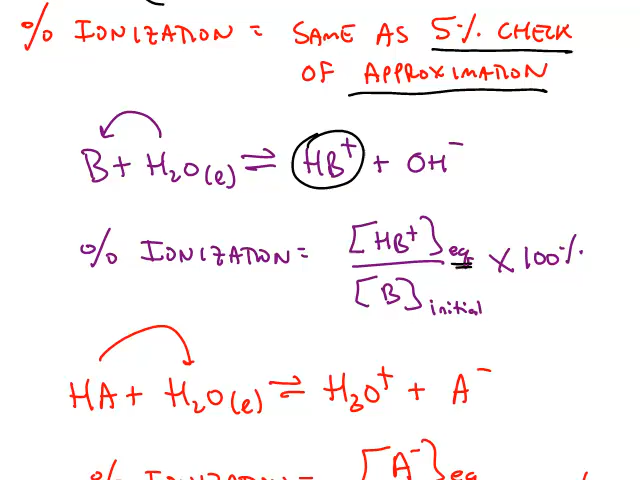 % IONIZATION = SAME AS 5% CHECK
OF APPROXIMATION
B + H₂O(l) ⇌ HB⁺ + OH⁻
% IONIZATION = [HB⁺]eq / [B]initial × 100%
HA + H₂O(l) ⇌ H₃O⁺ + A⁻
% IONIZATION = [A⁻]eq